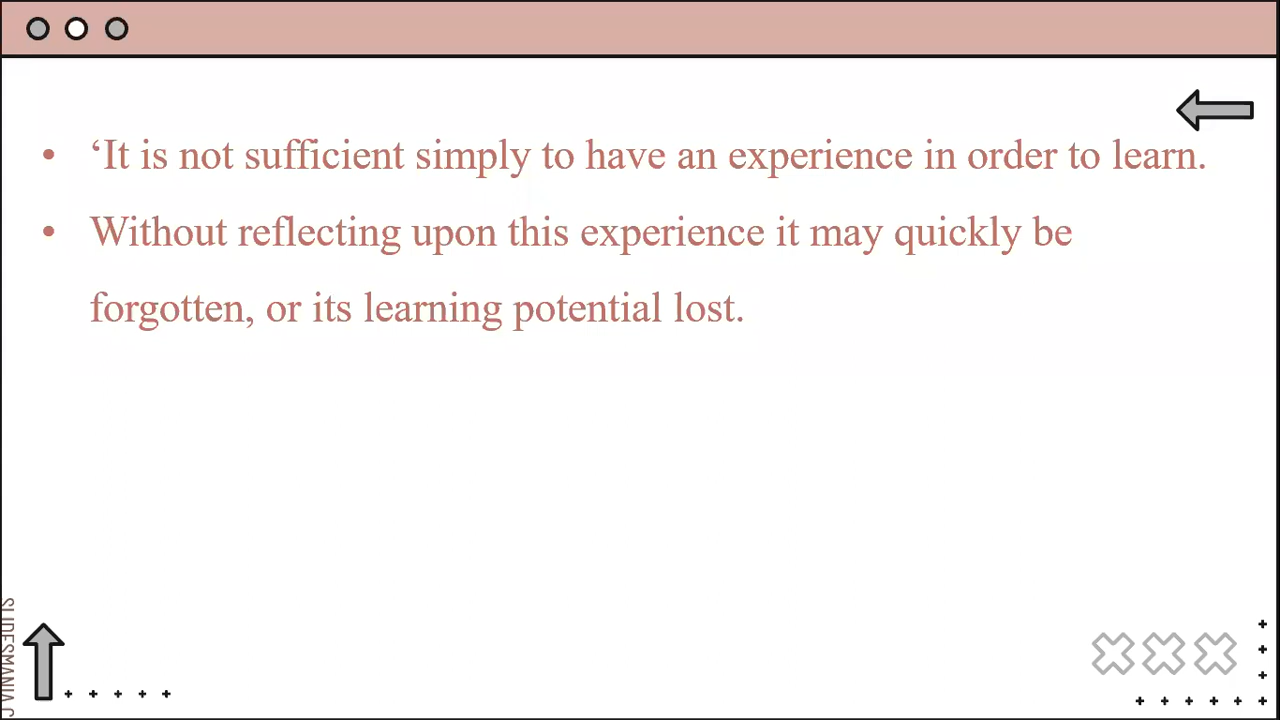 • ‘It is not sufficient simply to have an experience in order to learn.
• Without reflecting upon this experience it may quickly be
forgotten, or its learning potential lost.
SLIDESMANIA.C